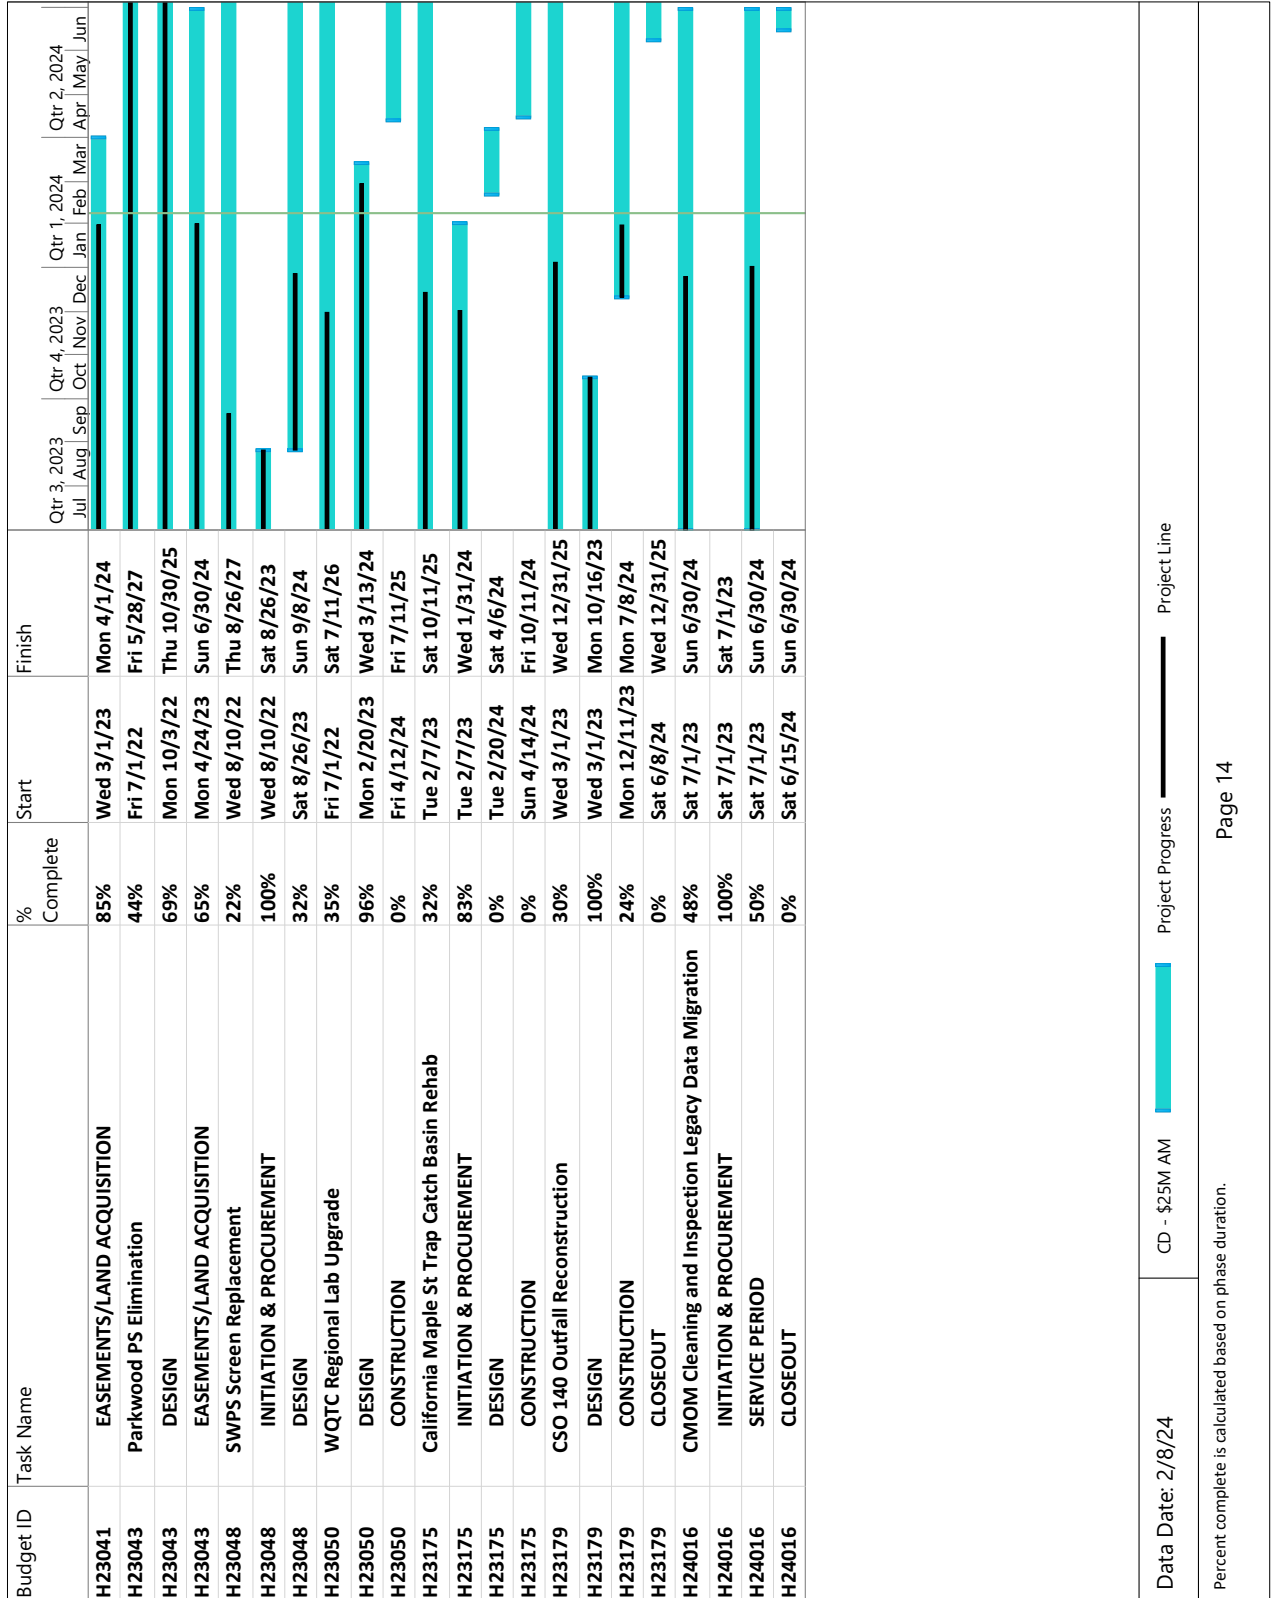 Budget ID Task Name % Complete Start Finish Qtr 3, 2023 Qtr 4, 2023 Qtr 1, 2024 Qtr 2, 2024
Jul Aug Sep Oct Nov Dec Jan Feb Mar Apr May Jun
H23041 EASEMENTS/LAND ACQUISITION 85% Wed 3/1/23 Mon 4/1/24
H23043 Parkwood PS Elimination 44% Fri 7/1/22 Fri 5/28/27
H23043 DESIGN 69% Mon 10/3/22 Thu 10/30/25
H23043 EASEMENTS/LAND ACQUISITION 65% Mon 4/24/23 Sun 6/30/24
H23048 SWPS Screen Replacement 22% Wed 8/10/22 Thu 8/26/27
H23048 INITIATION & PROCUREMENT 100% Wed 8/10/22 Sat 8/26/23
H23048 DESIGN 32% Sat 8/26/23 Sun 9/8/24
H23050 WQTC Regional Lab Upgrade 35% Fri 7/1/22 Sat 7/11/26
H23050 DESIGN 96% Mon 2/20/23 Wed 3/13/24
H23050 CONSTRUCTION 0% Fri 4/12/24 Fri 7/11/25
H23175 California Maple St Trap Catch Basin Rehab 32% Tue 2/7/23 Sat 10/11/25
H23175 INITIATION & PROCUREMENT 83% Tue 2/7/23 Wed 1/31/24
H23175 DESIGN 0% Tue 2/20/24 Sat 4/6/24
H23175 CONSTRUCTION 0% Sun 4/14/24 Fri 10/11/24
H23179 CSO 140 Outfall Reconstruction 30% Wed 3/1/23 Wed 12/31/25
H23179 DESIGN 100% Wed 3/1/23 Mon 10/16/23
H23179 CONSTRUCTION 24% Mon 12/11/23 Mon 7/8/24
H23179 CLOSEOUT 0% Sat 6/8/24 Wed 12/31/25
H24016 CMOM Cleaning and Inspection Legacy Data Migration 48% Sat 7/1/23 Sun 6/30/24
H24016 INITIATION & PROCUREMENT 100% Sat 7/1/23 Sat 7/1/23
H24016 SERVICE PERIOD 50% Sat 7/1/23 Sun 6/30/24
H24016 CLOSEOUT 0% Sat 6/15/24 Sun 6/30/24
Data Date: 2/8/24 CD - $25M AM Project Progress Project Line
Percent complete is calculated based on phase duration.
Page 14